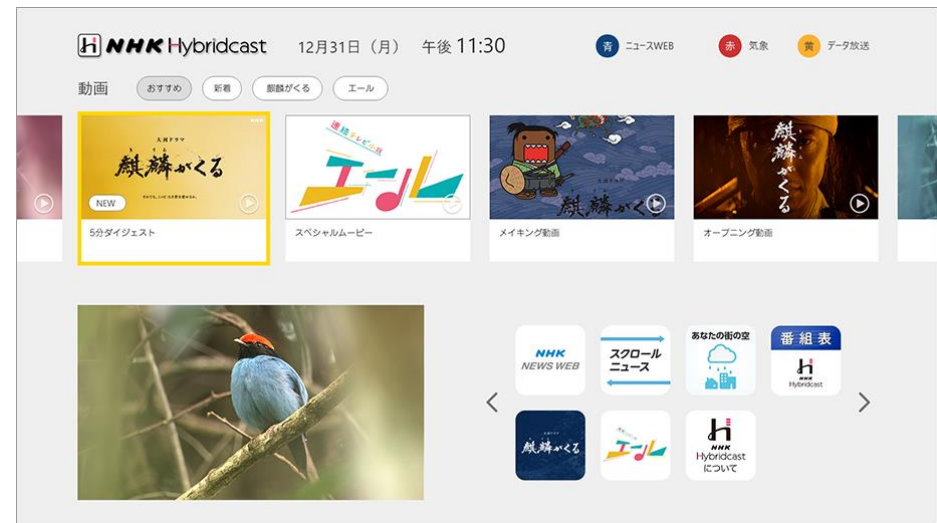 NHK Hybridcast 12月31日（月） 午後 11:30
青 ニュースWEB 赤 気象 黄 データ放送
動画 おすすめ 新着 麒麟がくる エール
NHK
大河ドラマ
麒麟がくる
NEW
5分ダイジェスト
連続テレビ小説
エール
スペシャルムービー
麒麟がくる
メイキング動画
麒麟がくる
オープニング動画
NHK
NEWS WEB
スクロール
ニュース
あなたの街の空
番組表
NHK
Hybridcast
麒麟がくる
エール
NHK
Hybridcast
について